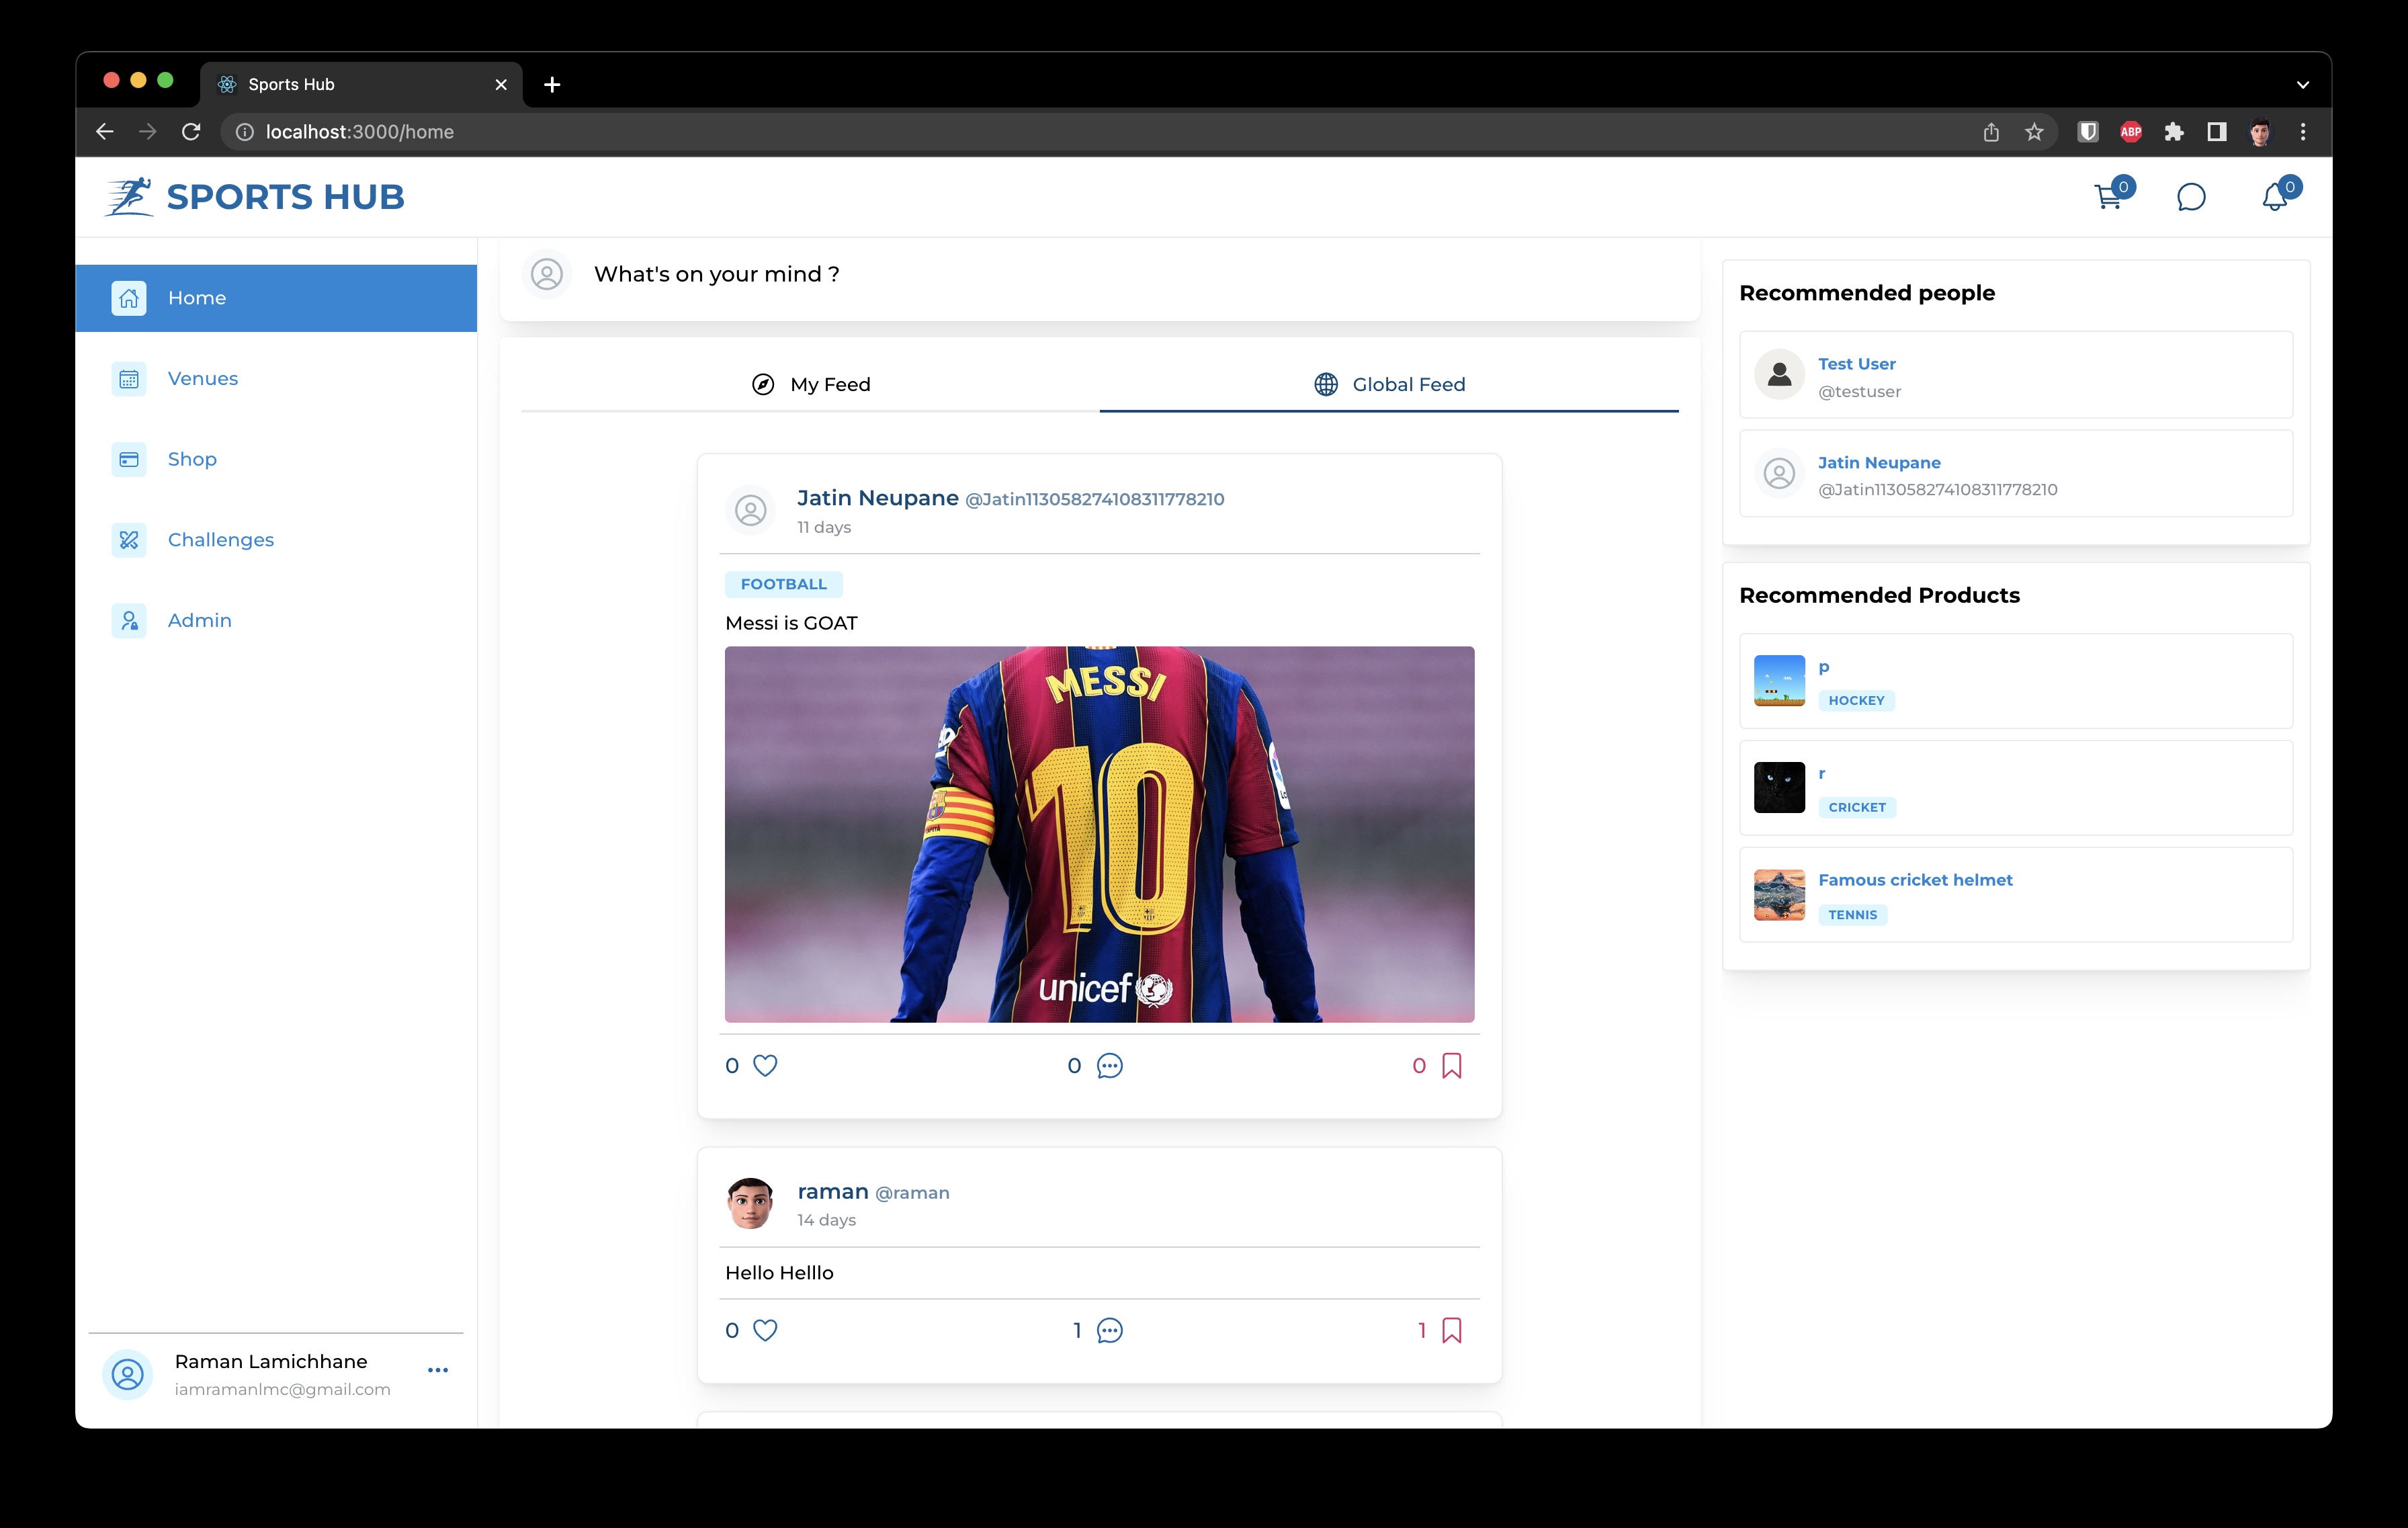 Sports Hub
localhost:3000/home
ABP
SPORTS HUB
0
0
Home
Venues
Shop
Challenges
Admin
Raman Lamichhane
iamramanlmc@gmail.com
What's on your mind ?
My Feed
Global Feed
Jatin Neupane @Jatin113058274108311778210
11 days
FOOTBALL
Messi is GOAT
MESSI
10
unicef
0
0
0
raman @raman
14 days
Hello Helllo
0
1
1
Recommended people
Test User
@testuser
Jatin Neupane
@Jatin113058274108311778210
Recommended Products
p
HOCKEY
r
CRICKET
Famous cricket helmet
TENNIS